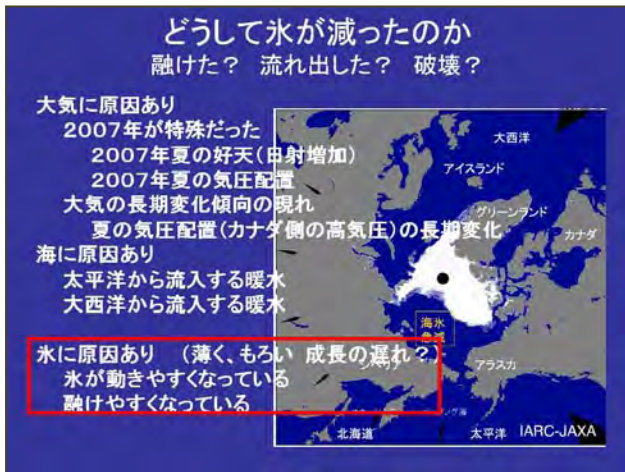 どうして氷が減ったのか
融けた? 流れ出した? 破壊?
大気に原因あり
2007年が特殊だった
2007年夏の好天(日射増加)
2007年夏の気圧配置
大気の長期変化傾向の現れ
夏の気圧配置(カナダ側の高気圧)の長期変化
海に原因あり
太平洋から流入する暖水
大西洋から流入する暖水
氷に原因あり (薄く、もろい 成長の遅れ?)
氷が動きやすくなっている
融けやすくなっている
大西洋
アイスランド
グリーンランド
カナダ
海氷
急減
シベリア
アラスカ
北海道
太平洋
IARC-JAXA